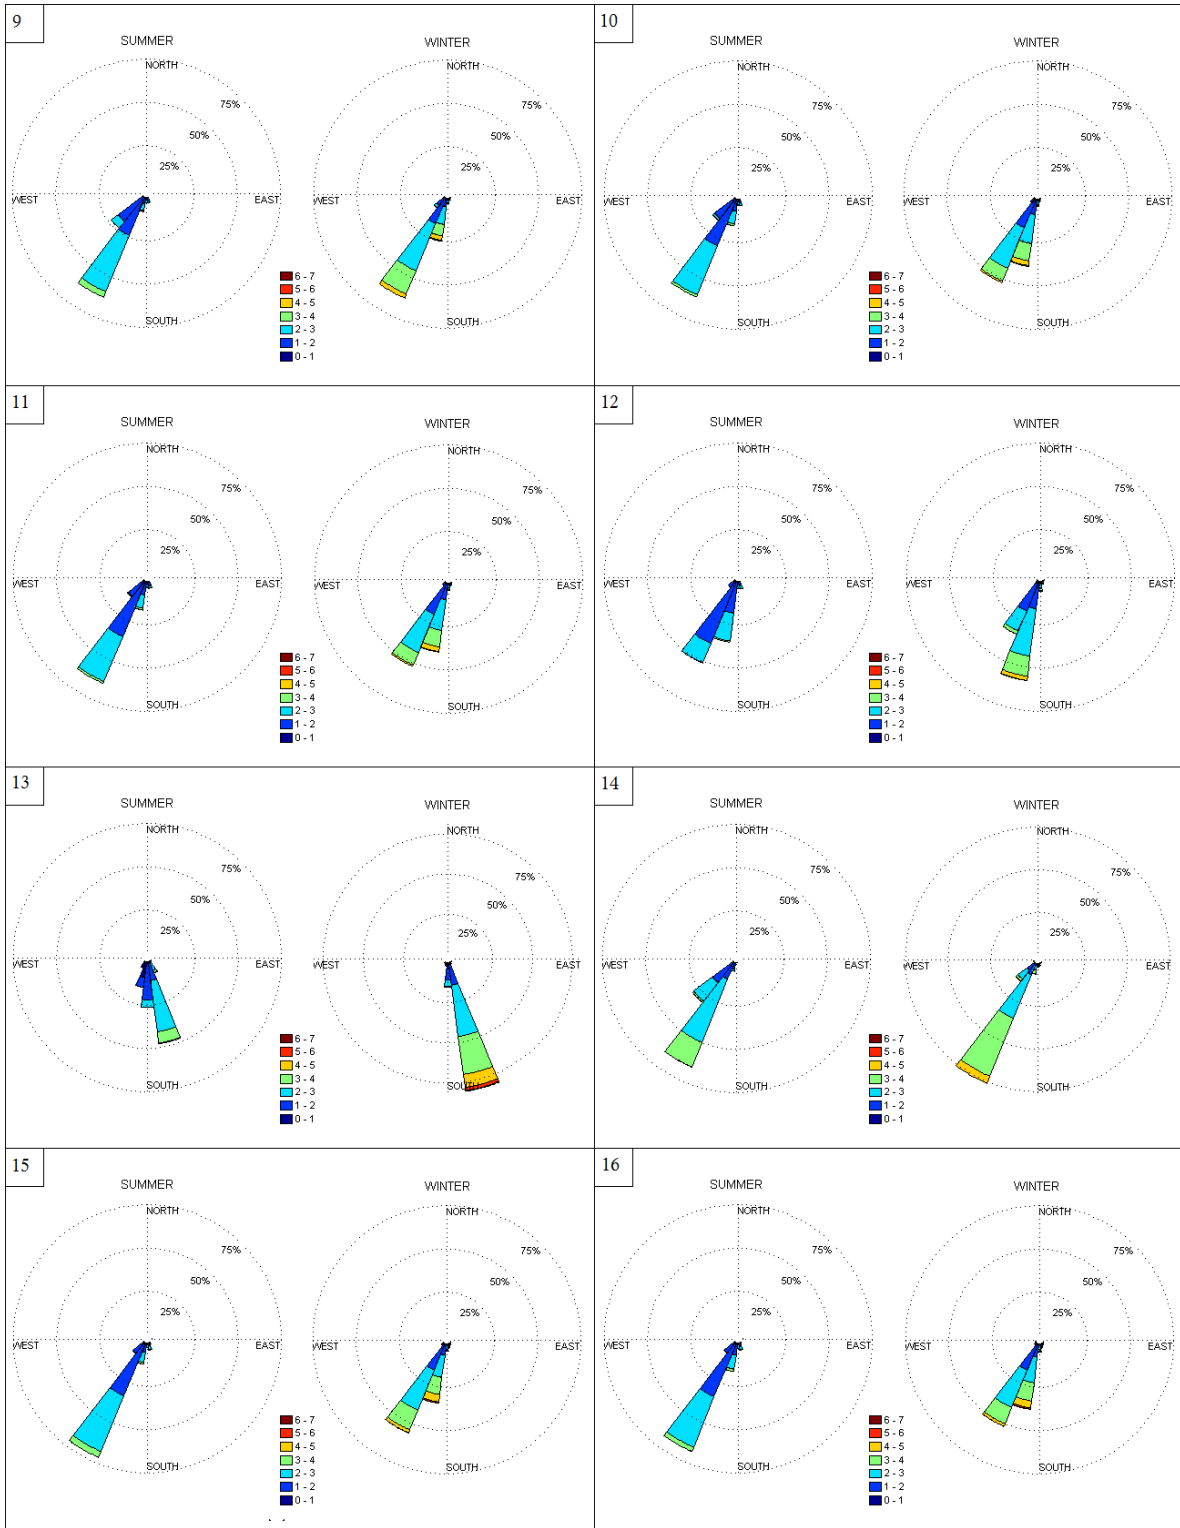 9
SUMMER
NORTH
75%
50%
25%
WEST
EAST
SOUTH
WINTER
NORTH
75%
50%
25%
WEST
EAST
SOUTH
6 - 7
5 - 6
4 - 5
3 - 4
2 - 3
1 - 2
0 - 1
10
SUMMER
NORTH
75%
50%
25%
WEST
EAST
SOUTH
WINTER
NORTH
75%
50%
25%
WEST
EAST
SOUTH
6 - 7
5 - 6
4 - 5
3 - 4
2 - 3
1 - 2
0 - 1
11
SUMMER
NORTH
75%
50%
25%
WEST
EAST
SOUTH
WINTER
NORTH
75%
50%
25%
WEST
EAST
SOUTH
6 - 7
5 - 6
4 - 5
3 - 4
2 - 3
1 - 2
0 - 1
12
SUMMER
NORTH
75%
50%
25%
WEST
EAST
SOUTH
WINTER
NORTH
75%
50%
25%
WEST
EAST
SOUTH
6 - 7
5 - 6
4 - 5
3 - 4
2 - 3
1 - 2
0 - 1
13
SUMMER
NORTH
75%
50%
25%
WEST
EAST
SOUTH
WINTER
NORTH
75%
50%
25%
WEST
EAST
SOUTH
6 - 7
5 - 6
4 - 5
3 - 4
2 - 3
1 - 2
0 - 1
14
SUMMER
NORTH
75%
50%
25%
WEST
EAST
SOUTH
WINTER
NORTH
75%
50%
25%
WEST
EAST
SOUTH
6 - 7
5 - 6
4 - 5
3 - 4
2 - 3
1 - 2
0 - 1
15
SUMMER
NORTH
75%
50%
25%
WEST
EAST
SOUTH
WINTER
NORTH
75%
50%
25%
WEST
EAST
SOUTH
6 - 7
5 - 6
4 - 5
3 - 4
2 - 3
1 - 2
0 - 1
16
SUMMER
NORTH
75%
50%
25%
WEST
EAST
SOUTH
WINTER
NORTH
75%
50%
25%
WEST
EAST
SOUTH
6 - 7
5 - 6
4 - 5
3 - 4
2 - 3
1 - 2
0 - 1